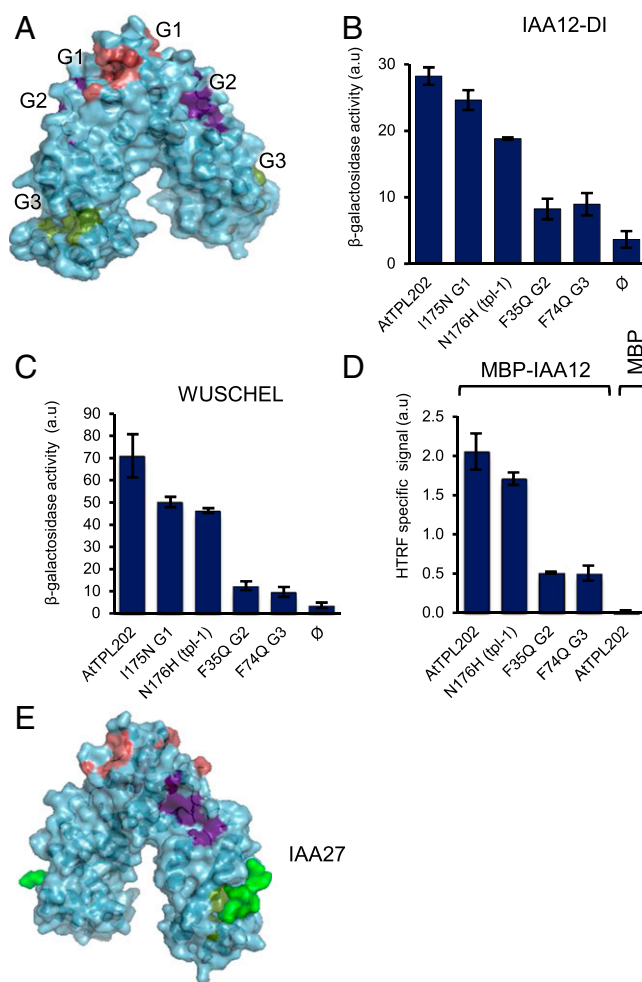 A
G1
G1
G2
G2
G3
G3
B
IAA12-DI
β-galactosidase activity (a.u)
30
20
10
0
AtTPL202
I175N G1
N176H (tpl-1)
F35Q G2
F74Q G3
Ø
C
WUSCHEL
β-galactosidase activity (a.u)
90
80
70
60
50
40
30
20
10
0
AtTPL202
I175N G1
N176H (tpl-1)
F35Q G2
F74Q G3
Ø
D
MBP-IAA12
MBP
HTRF specific signal (a.u)
2.5
2.0
1.5
1.0
0.5
0.0
AtTPL202
N176H (tpl-1)
F35Q G2
F74Q G3
AtTPL202
E
IAA27